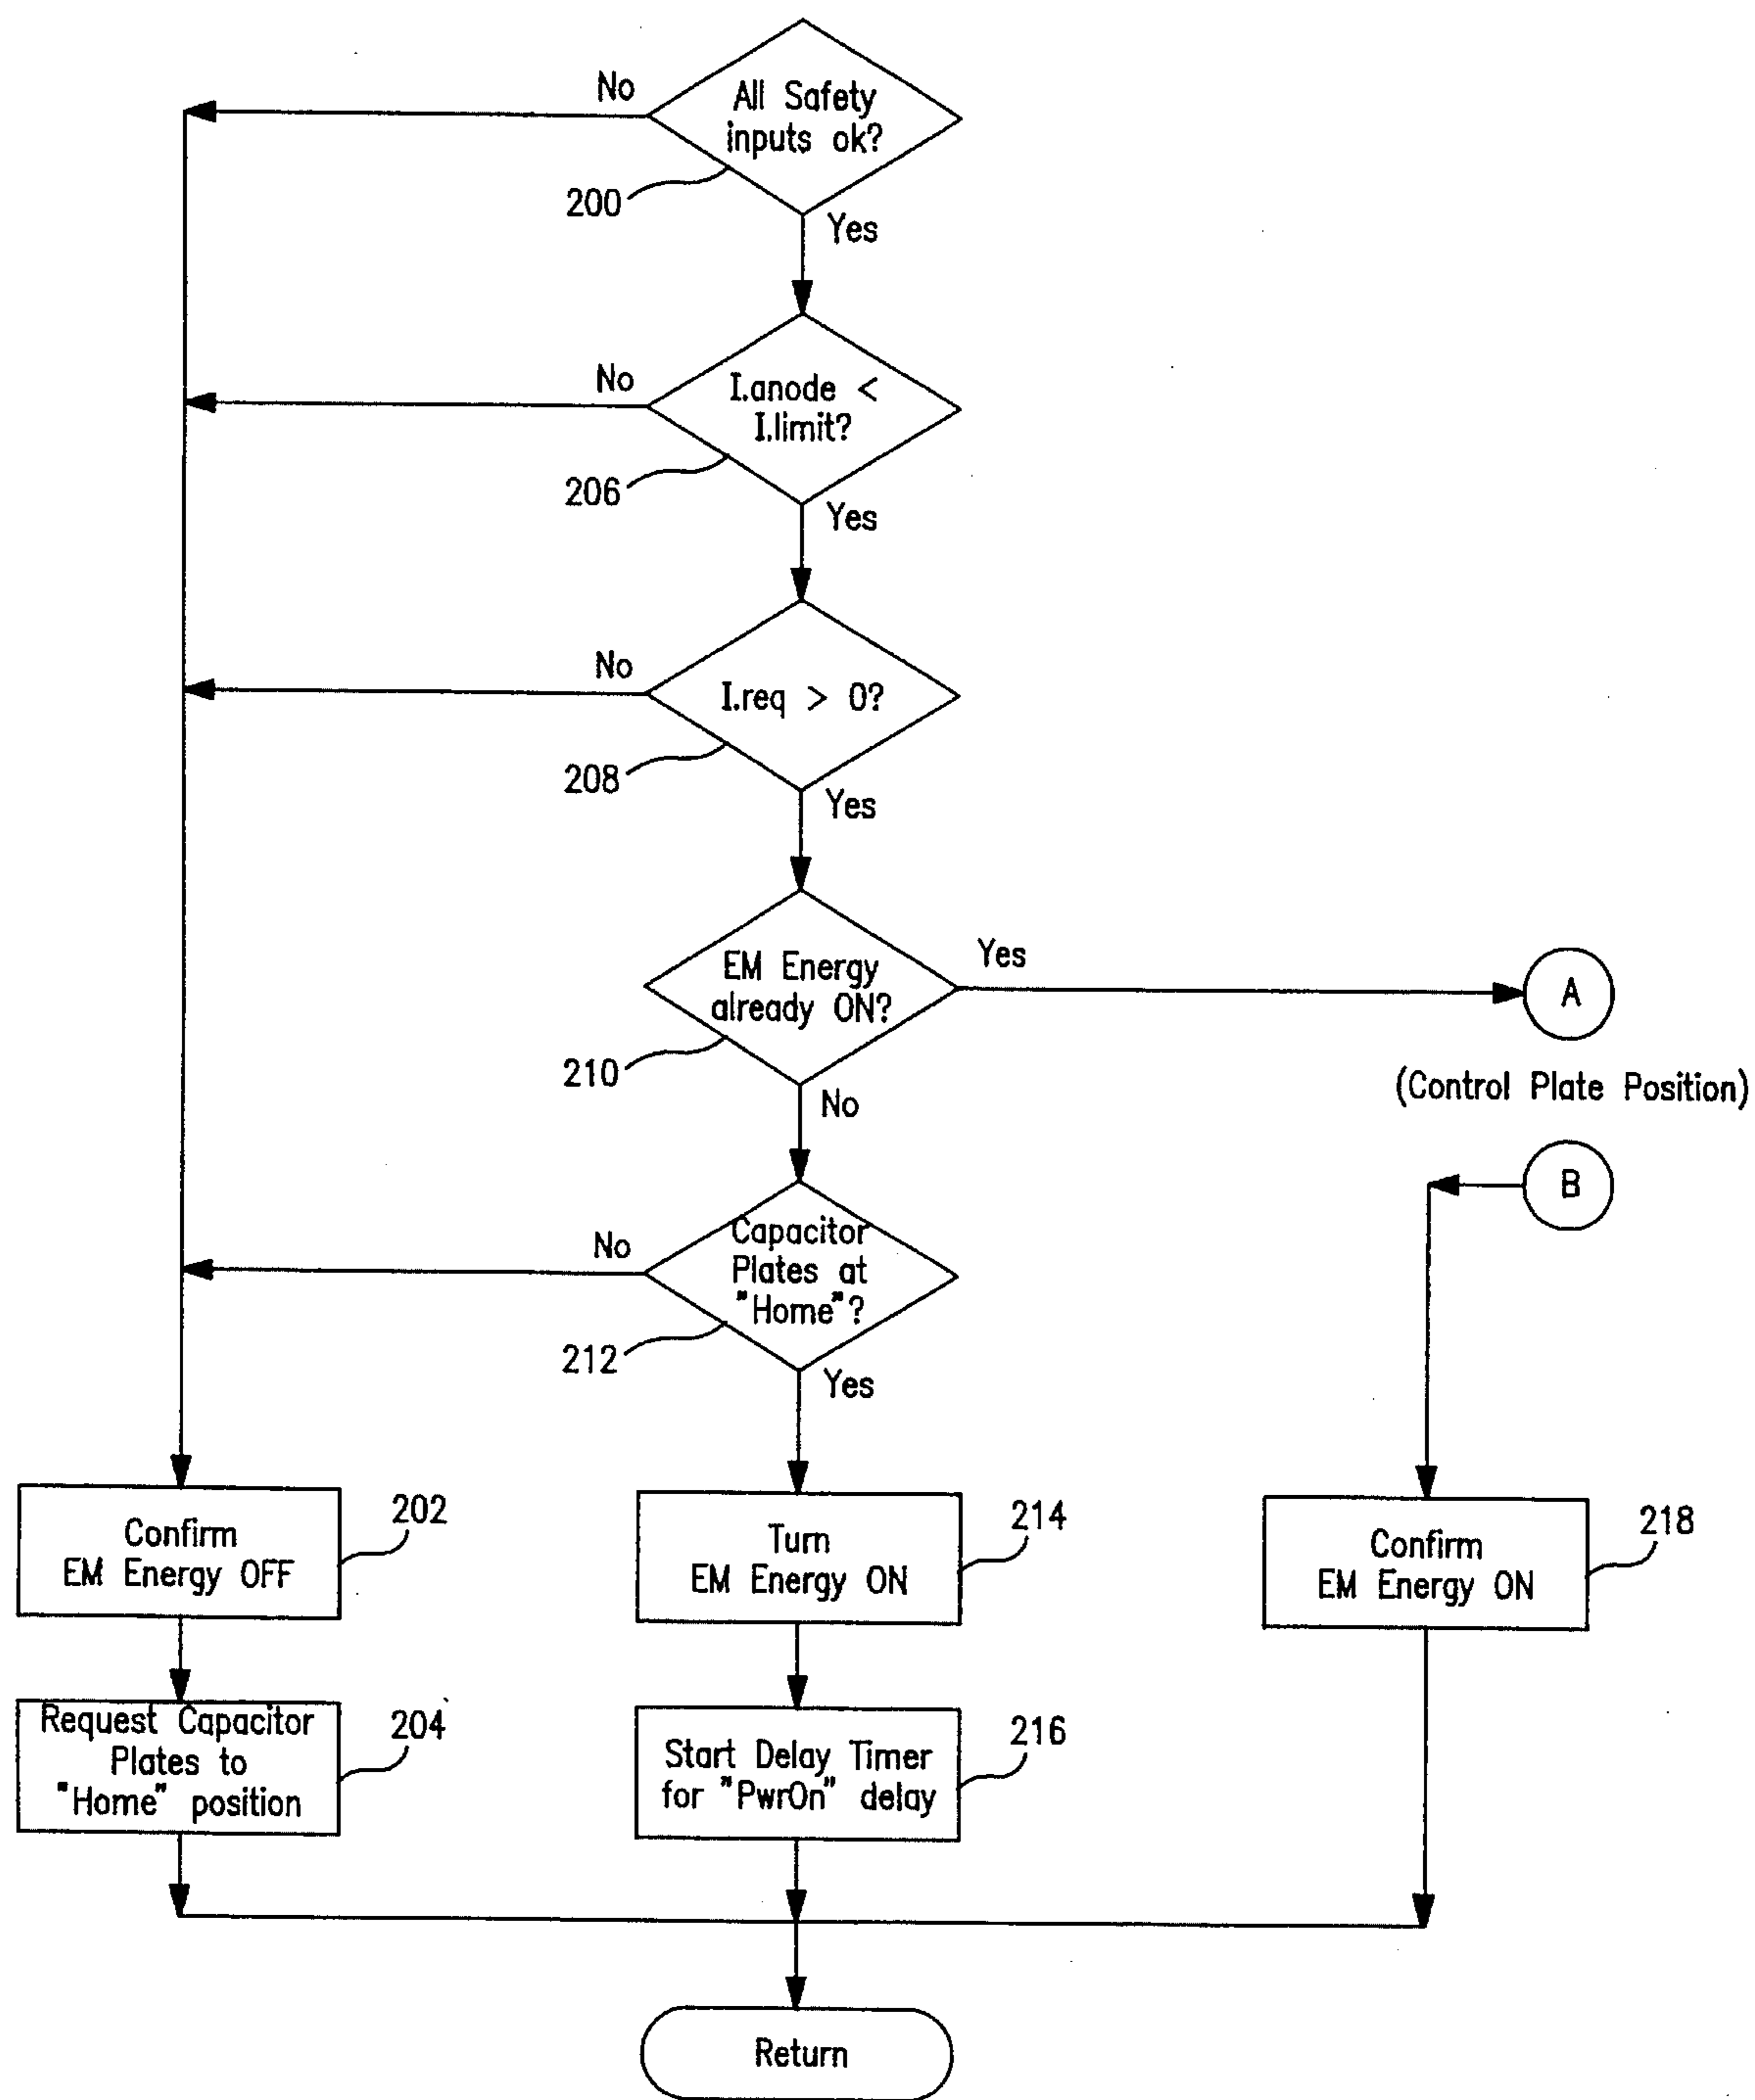 All Safety
inputs ok?
No
200
Yes
I.anode <
I.limit?
No
206
Yes
I.req > 0?
No
208
Yes
EM Energy
already ON?
Yes
A
(Control Plate Position)
210
No
B
Capacitor
Plates at
"Home"?
No
212
Yes
Confirm
EM Energy OFF
202
Turn
EM Energy ON
214
Confirm
EM Energy ON
218
Request Capacitor
Plates to
"Home" position
204
Start Delay Timer
for "PwrOn" delay
216
Return